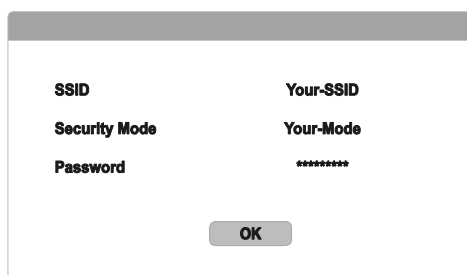 SSID Your-SSID
Security Mode Your-Mode
Password *********
OK